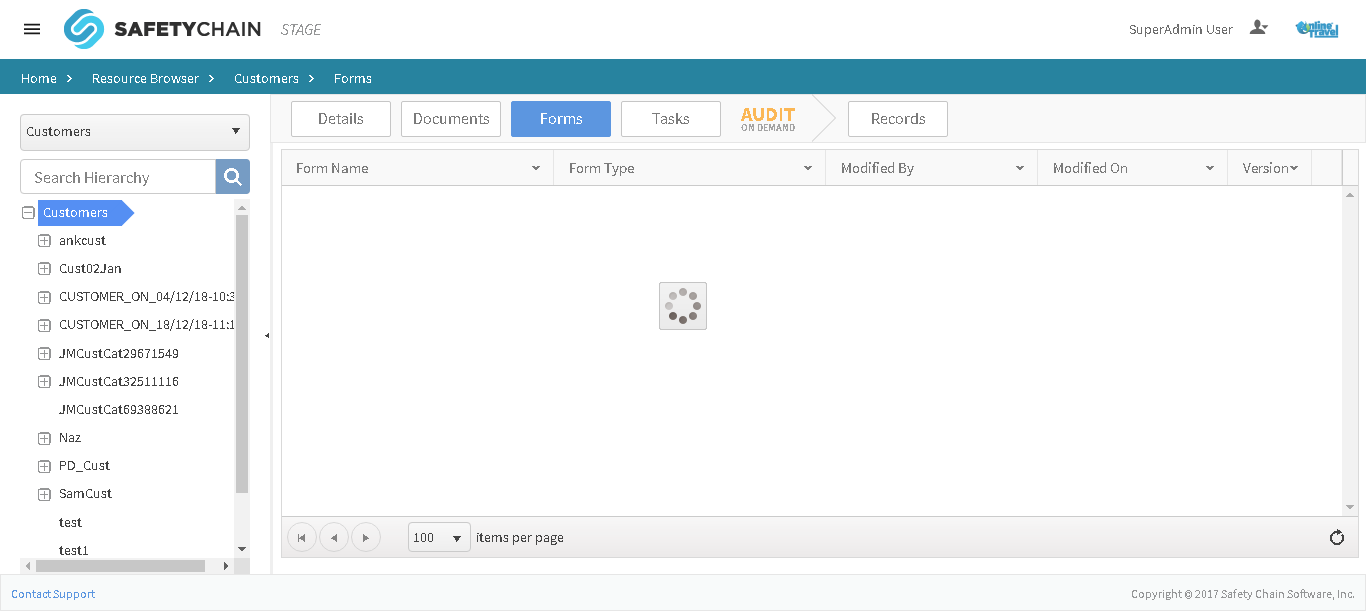 SAFETYCHAIN STAGE
SuperAdmin User
Online Travel
Home > Resource Browser > Customers > Forms
Customers
Details
Documents
Forms
Tasks
AUDIT
ON DEMAND
Records
Search Hierarchy
Form Name
Form Type
Modified By
Modified On
Version
Customers
ankcust
Cust02Jan
CUSTOMER_ON_04/12/18-10:3
CUSTOMER_ON_18/12/18-11:1
JMCustCat29671549
JMCustCat32511116
JMCustCat69388621
Naz
PD_Cust
SamCust
test
test1
100 items per page
Contact Support
Copyright © 2017 Safety Chain Software, Inc.